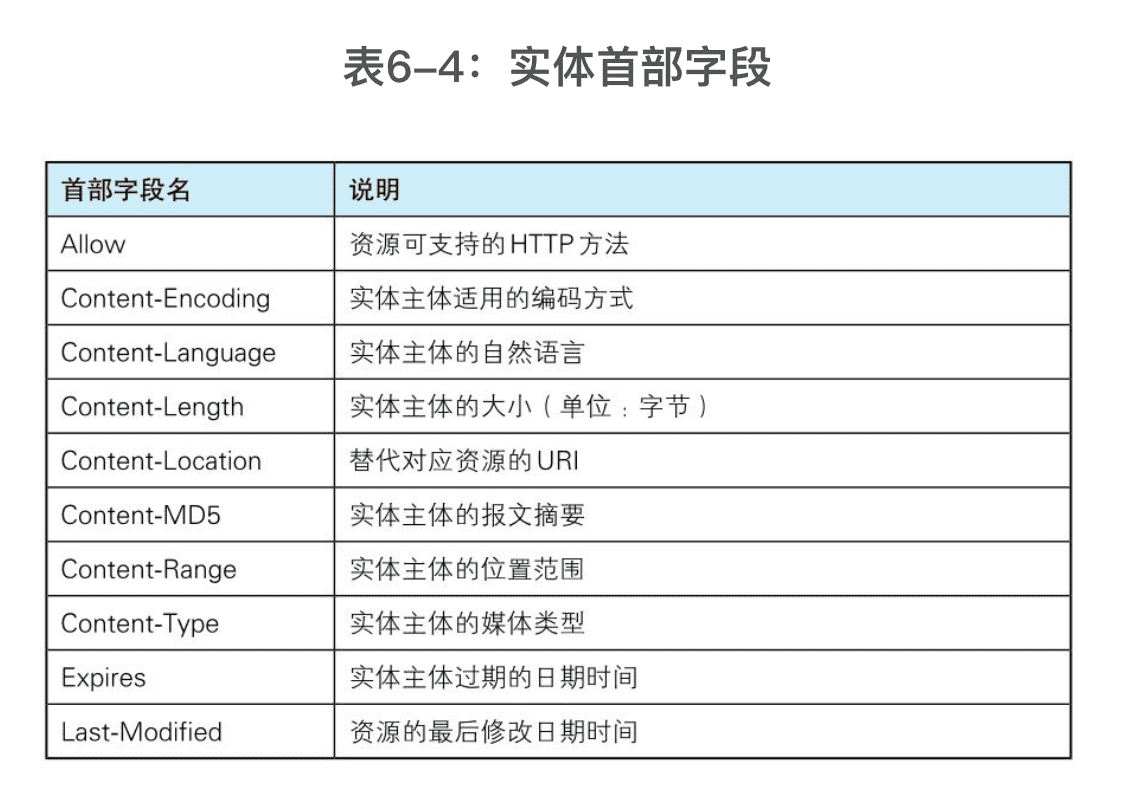 表6-4：实体首部字段
首部字段名 说明
Allow 资源可支持的HTTP方法
Content-Encoding 实体主体适用的编码方式
Content-Language 实体主体的自然语言
Content-Length 实体主体的大小（单位：字节）
Content-Location 替代对应资源的URI
Content-MD5 实体主体的报文摘要
Content-Range 实体主体的位置范围
Content-Type 实体主体的媒体类型
Expires 实体主体过期的日期时间
Last-Modified 资源的最后修改日期时间